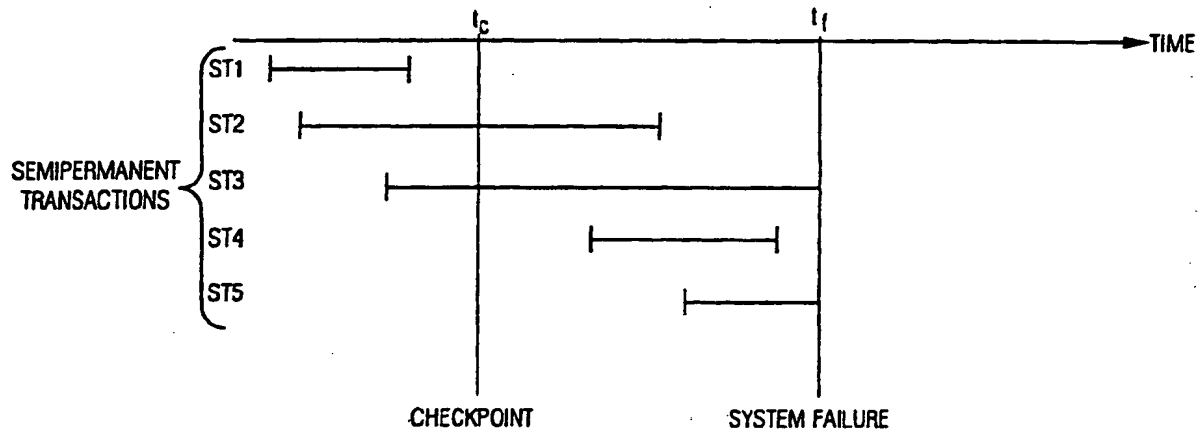 t_c
t_f
TIME
ST1
ST2
SEMIPERMANENT
TRANSACTIONS
ST3
ST4
ST5
CHECKPOINT
SYSTEM FAILURE